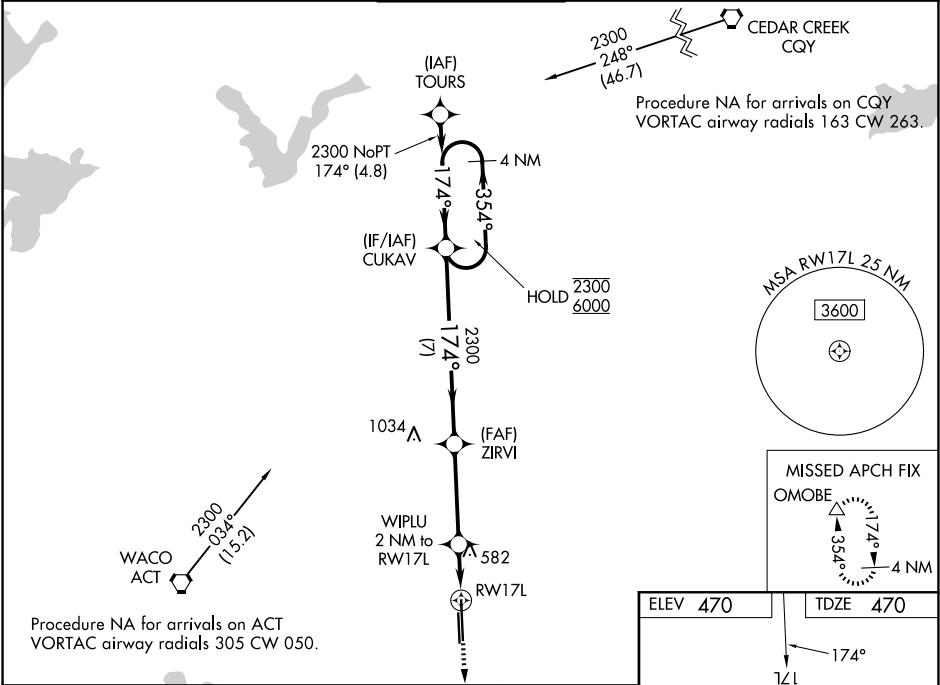 2300
248°
(46.7)
CEDAR CREEK
CQY
Procedure NA for arrivals on CQY
VORTAC airway radials 163 CW 263.
(IAF)
TOURS
2300 NoPT
174° (4.8)
4 NM
174°
354°
(IF/IAF)
CUKAV
HOLD 2300
6000
2300
174°
(7)
MSA RW17L 25 NM
3600
1034
(FAF)
ZIRVI
WIPLU
2 NM to
RW17L
582
RW17L
2300
034°
(15.2)
WACO
ACT
Procedure NA for arrivals on ACT
VORTAC airway radials 305 CW 050.
MISSED APCH FIX
OMOBE
354°
174°
4 NM
ELEV 470
TDZE 470
174°
17L